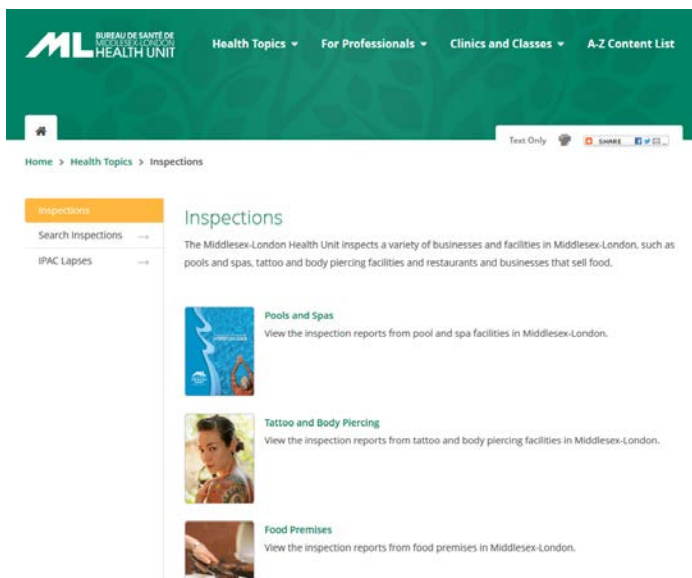 ML
BUREAU DE SANTÉ DE
MIDDLESEX-LONDON
HEALTH UNIT
Health Topics
For Professionals
Clinics and Classes
A-Z Content List
Text Only
SHARE
Home > Health Topics > Inspections
Inspections
Search Inspections →
IPAC Lapses →
Inspections
The Middlesex-London Health Unit inspects a variety of businesses and facilities in Middlesex-London, such as
pools and spas, tattoo and body piercing facilities and restaurants and businesses that sell food.
Pools and Spas
View the inspection reports from pool and spa facilities in Middlesex-London.
Tattoo and Body Piercing
View the inspection reports from tattoo and body piercing facilities in Middlesex-London.
Food Premises
View the inspection reports from food premises in Middlesex-London.